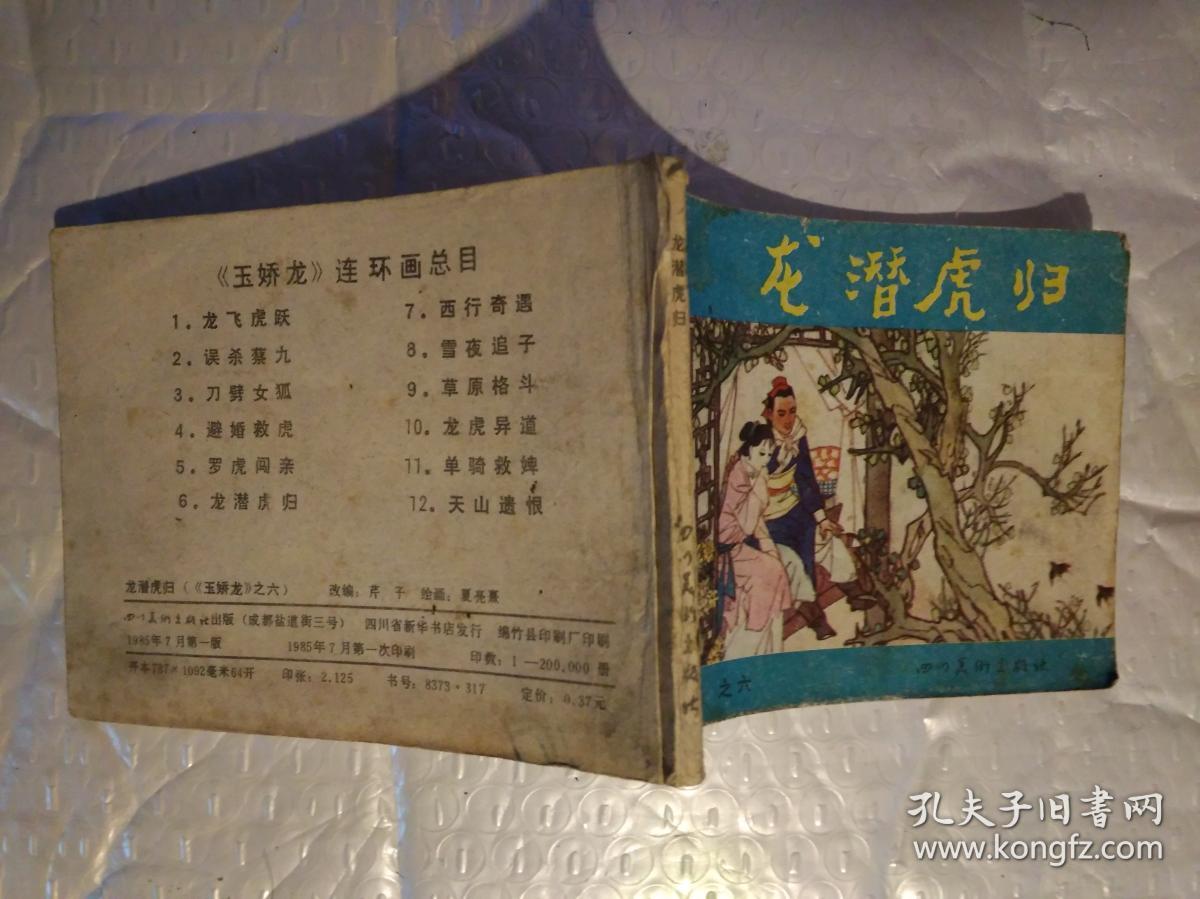 《玉娇龙》连环画总目
1。龙飞虎跃
2。误杀蔡九
3。刀劈女狐
4。避婚救虎
5。罗虎闯亲
6。龙潜虎归
7。西行奇遇
8。雪夜追子
9。草原格斗
10。龙虎异道
11。单骑救婢
12。天山遗恨
龙潜虎归（《玉娇龙》之六） 改编：芹子 绘画：夏亮熹
四川美术出版社出版（成都盐道街三号） 四川省新华书店发行 绵竹县印刷厂印刷
1985年7月第一版 1985年7月第一次印刷 印数：1—200,000册
开本787×1092毫米64开 印张：2.125 书号：8373·317 定价：0.37元
龙潜虎归
四川美术出版社
龙潜虎归
四川美术出版社
之六
孔夫子旧书网
www.kongfz.com